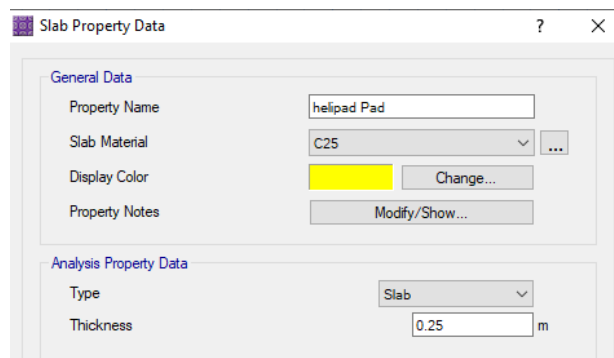 Slab Property Data ? X
General Data
Property Name helipad Pad
Slab Material C25 ...
Display Color Change...
Property Notes Modify/Show...
Analysis Property Data
Type Slab
Thickness 0.25 m